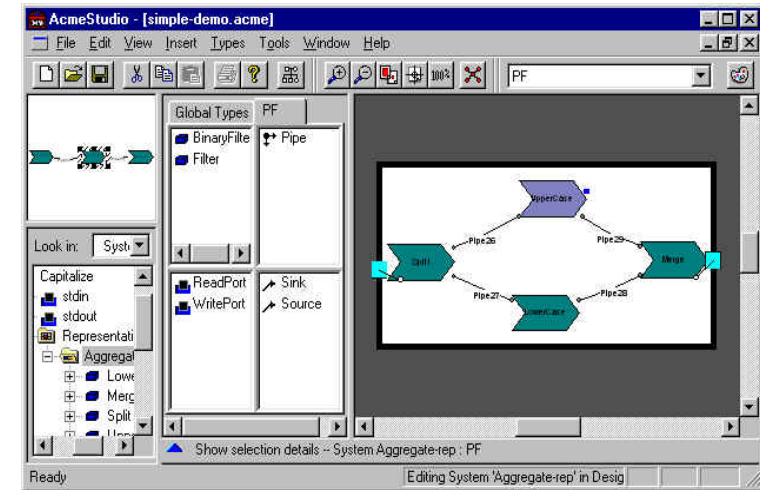 AcmeStudio - [simple-demo.acme]
File Edit View Insert Types Tools Window Help
100% PF
Global Types PF
BinaryFilte Pipe
Filter
Look in: Syst
ReadPort Sink
WritePort Source
Capitalize
stdin
stdout
Representati
Aggregat
Lowe
Merg
Split
UpperCase
Pipe26 Pipe29
Split Merge
Pipe27 Pipe28
LowerCase
Show selection details -- System Aggregate-rep : PF
Ready Editing System 'Aggregate-rep' in Desig